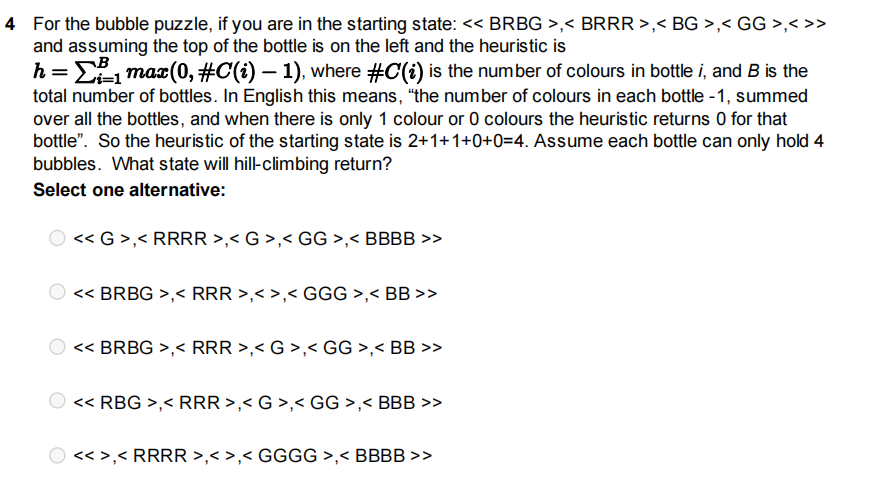 4 For the bubble puzzle, if you are in the starting state: << BRBG >,< BRRR >,< BG >,< GG >,< >>
and assuming the top of the bottle is on the left and the heuristic is
h = ∑_{i=1}^{B} max(0, #C(i) − 1), where #C(i) is the number of colours in bottle i, and B is the
total number of bottles. In English this means, “the number of colours in each bottle -1, summed
over all the bottles, and when there is only 1 colour or 0 colours the heuristic returns 0 for that
bottle”. So the heuristic of the starting state is 2+1+1+0+0=4. Assume each bottle can only hold 4
bubbles. What state will hill-climbing return?
Select one alternative:
<< G >,< RRRR >,< G >,< GG >,< BBBB >>
<< BRBG >,< RRR >,< >,< GGG >,< BB >>
<< BRBG >,< RRR >,< G >,< GG >,< BB >>
<< RBG >,< RRR >,< G >,< GG >,< BBB >>
<< >,< RRRR >,< >,< GGGG >,< BBBB >>